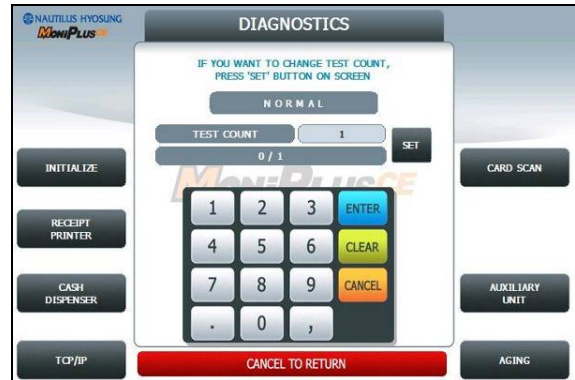 NAUTILUS HYOSUNG
MoniPlus CE
DIAGNOSTICS
IF YOU WANT TO CHANGE TEST COUNT,
PRESS 'SET' BUTTON ON SCREEN
NORMAL
TEST COUNT 1
0 / 1
SET
INITIALIZE
CARD SCAN
MoniPlus CE
RECEIPT
PRINTER
1 2 3 ENTER
4 5 6 CLEAR
7 8 9 CANCEL
. 0 ,
CASH
DISPENSER
AUXILIARY
UNIT
TCP/IP
CANCEL TO RETURN
AGING